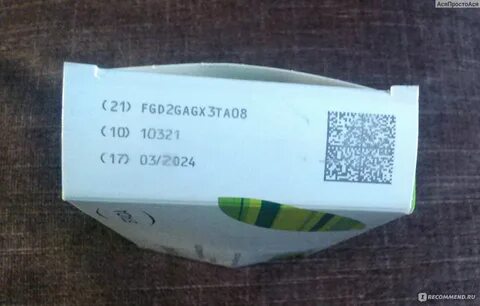 АсяПростоАся
(21) FGD2GAGX3TA08
(10) 10321
(17) 03/2024
IRECOMMEND.RU